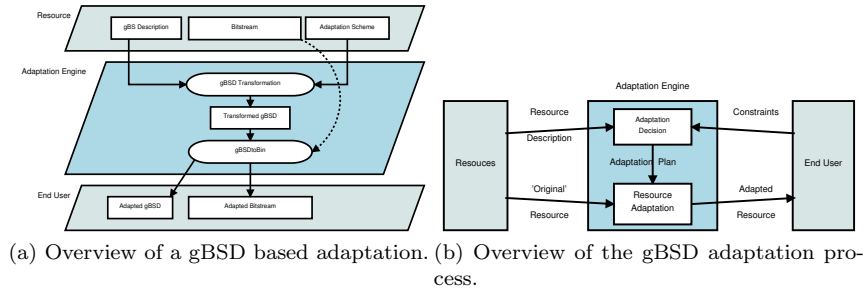 Resource
gBS Description
Bitstream
Adaptation Scheme
Adaptation Engine
gBSD Transformation
Transformed gBSD
gBSDtoBin
End User
Adapted gBSD
Adapted Bitstream
(a) Overview of a gBSD based adaptation.
Adaptation Engine
Resource
Description
Constraints
Adaptation
Decision
Resouces
End User
Adaptation Plan
'Original'
Resource
Resource
Adaptation
Adapted
Resource
(b) Overview of the gBSD adaptation pro-
cess.